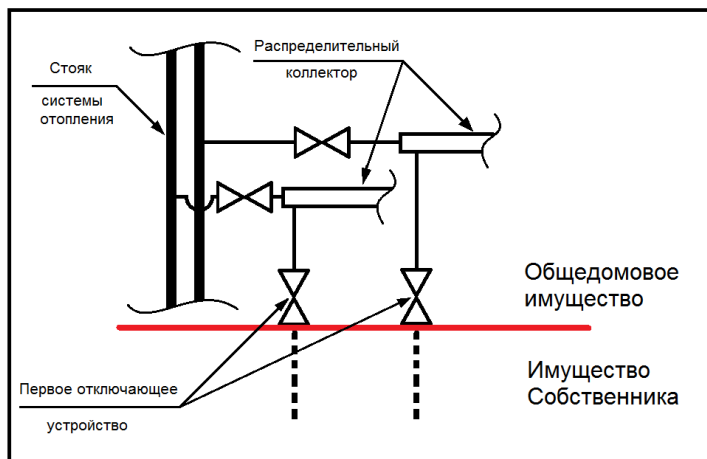 Стояк
системы
отопления
Распределительный
коллектор
Общедомовое
имущество
Имущество
Собственника
Первое отключающее
устройство